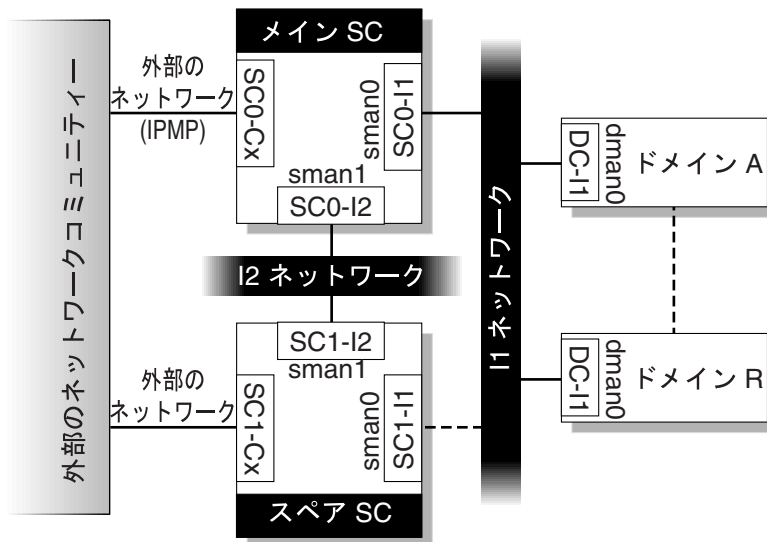 外部のネットワークコミュニティー
外部の
ネットワーク
(IPMP)
メイン SC
SC0-Cx
sman0
SC0-I1
sman1
SC0-I2
I2 ネットワーク
SC1-I2
sman1
外部の
ネットワーク
SC1-Cx
sman0
SC1-I1
スペア SC
I1 ネットワーク
DC-I1
dman0
ドメイン A
DC-I1
dman0
ドメイン R